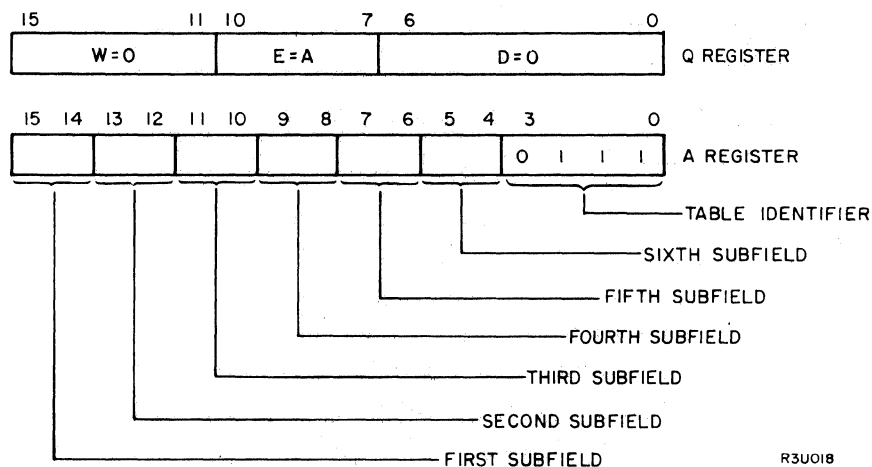 15 11 10 7 6 0
W=0 E=A D=0 Q REGISTER
15 14 13 12 11 10 9 8 7 6 5 4 3 0
0 1 1 1 A REGISTER
TABLE IDENTIFIER
SIXTH SUBFIELD
FIFTH SUBFIELD
FOURTH SUBFIELD
THIRD SUBFIELD
SECOND SUBFIELD
FIRST SUBFIELD R3U018